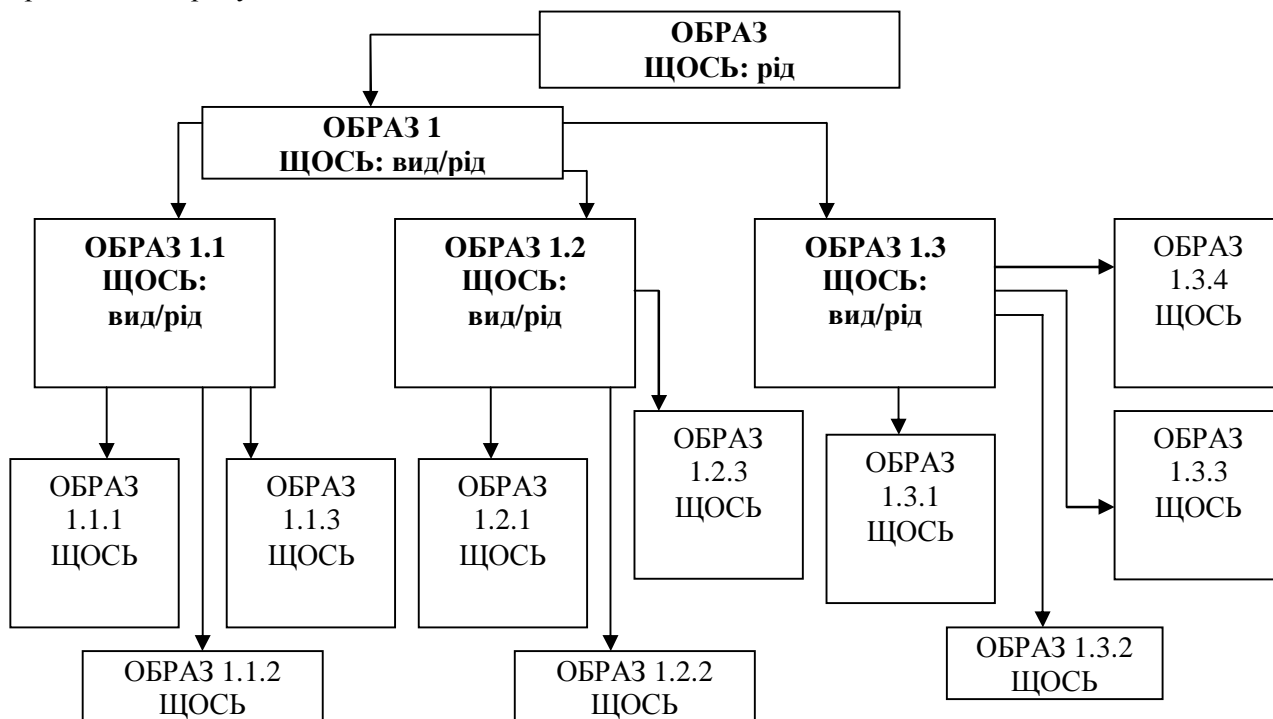 ОБРАЗ
ЩОСЬ: рід
ОБРАЗ 1
ЩОСЬ: вид/рід
ОБРАЗ 1.1
ЩОСЬ:
вид/рід
ОБРАЗ 1.2
ЩОСЬ:
вид/рід
ОБРАЗ 1.3
ЩОСЬ:
вид/рід
ОБРАЗ
1.3.4
ЩОСЬ
ОБРАЗ
1.1.1
ЩОСЬ
ОБРАЗ
1.1.3
ЩОСЬ
ОБРАЗ
1.2.1
ЩОСЬ
ОБРАЗ
1.2.3
ЩОСЬ
ОБРАЗ
1.3.1
ЩОСЬ
ОБРАЗ
1.3.3
ЩОСЬ
ОБРАЗ 1.1.2
ЩОСЬ
ОБРАЗ 1.2.2
ЩОСЬ
ОБРАЗ 1.3.2
ЩОСЬ